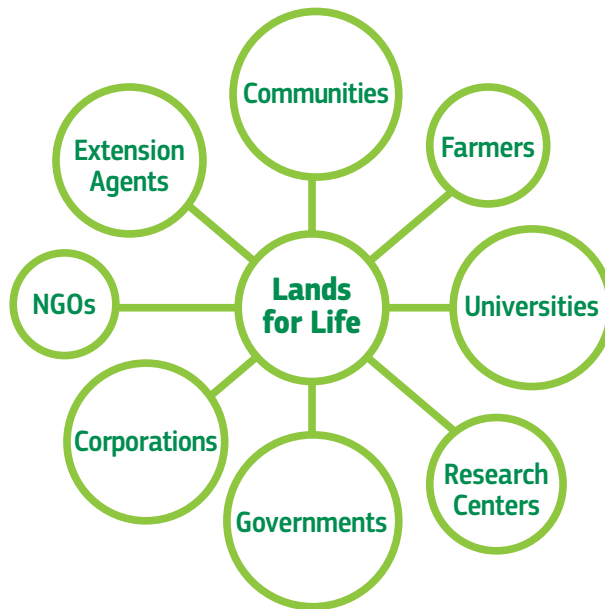 Communities
Extension
Agents
Farmers
NGOs
Lands
for Life
Universities
Corporations
Governments
Research
Centers